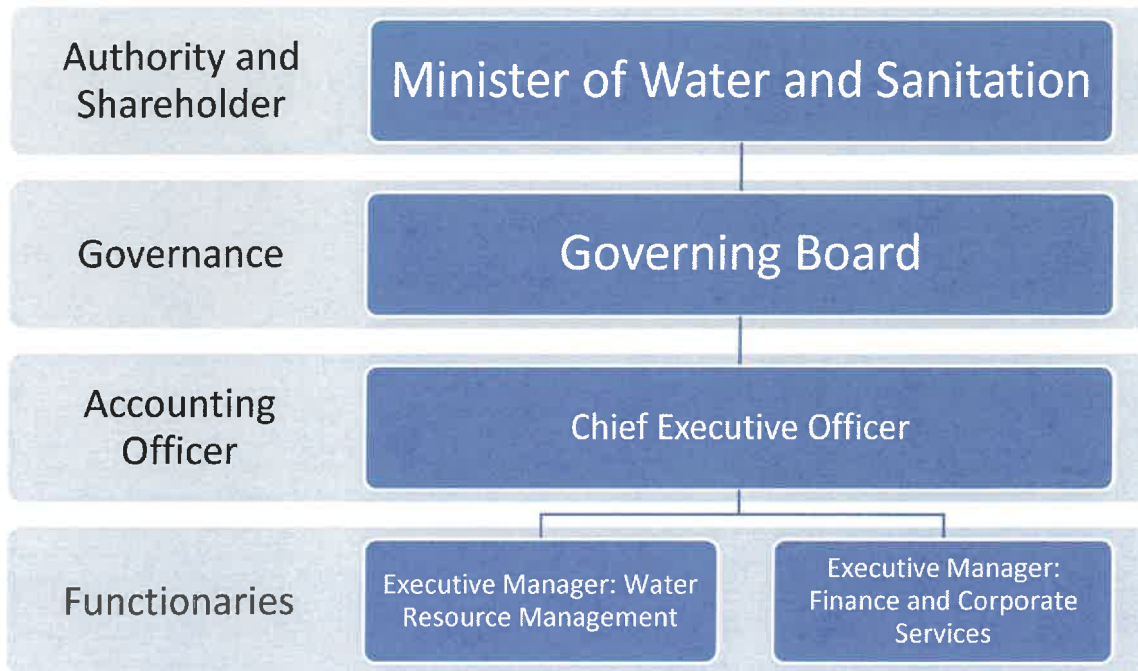 Authority and
Shareholder
Minister of Water and Sanitation
Governance
Governing Board
Accounting
Officer
Chief Executive Officer
Functionaries
Executive Manager: Water
Resource Management
Executive Manager:
Finance and Corporate
Services